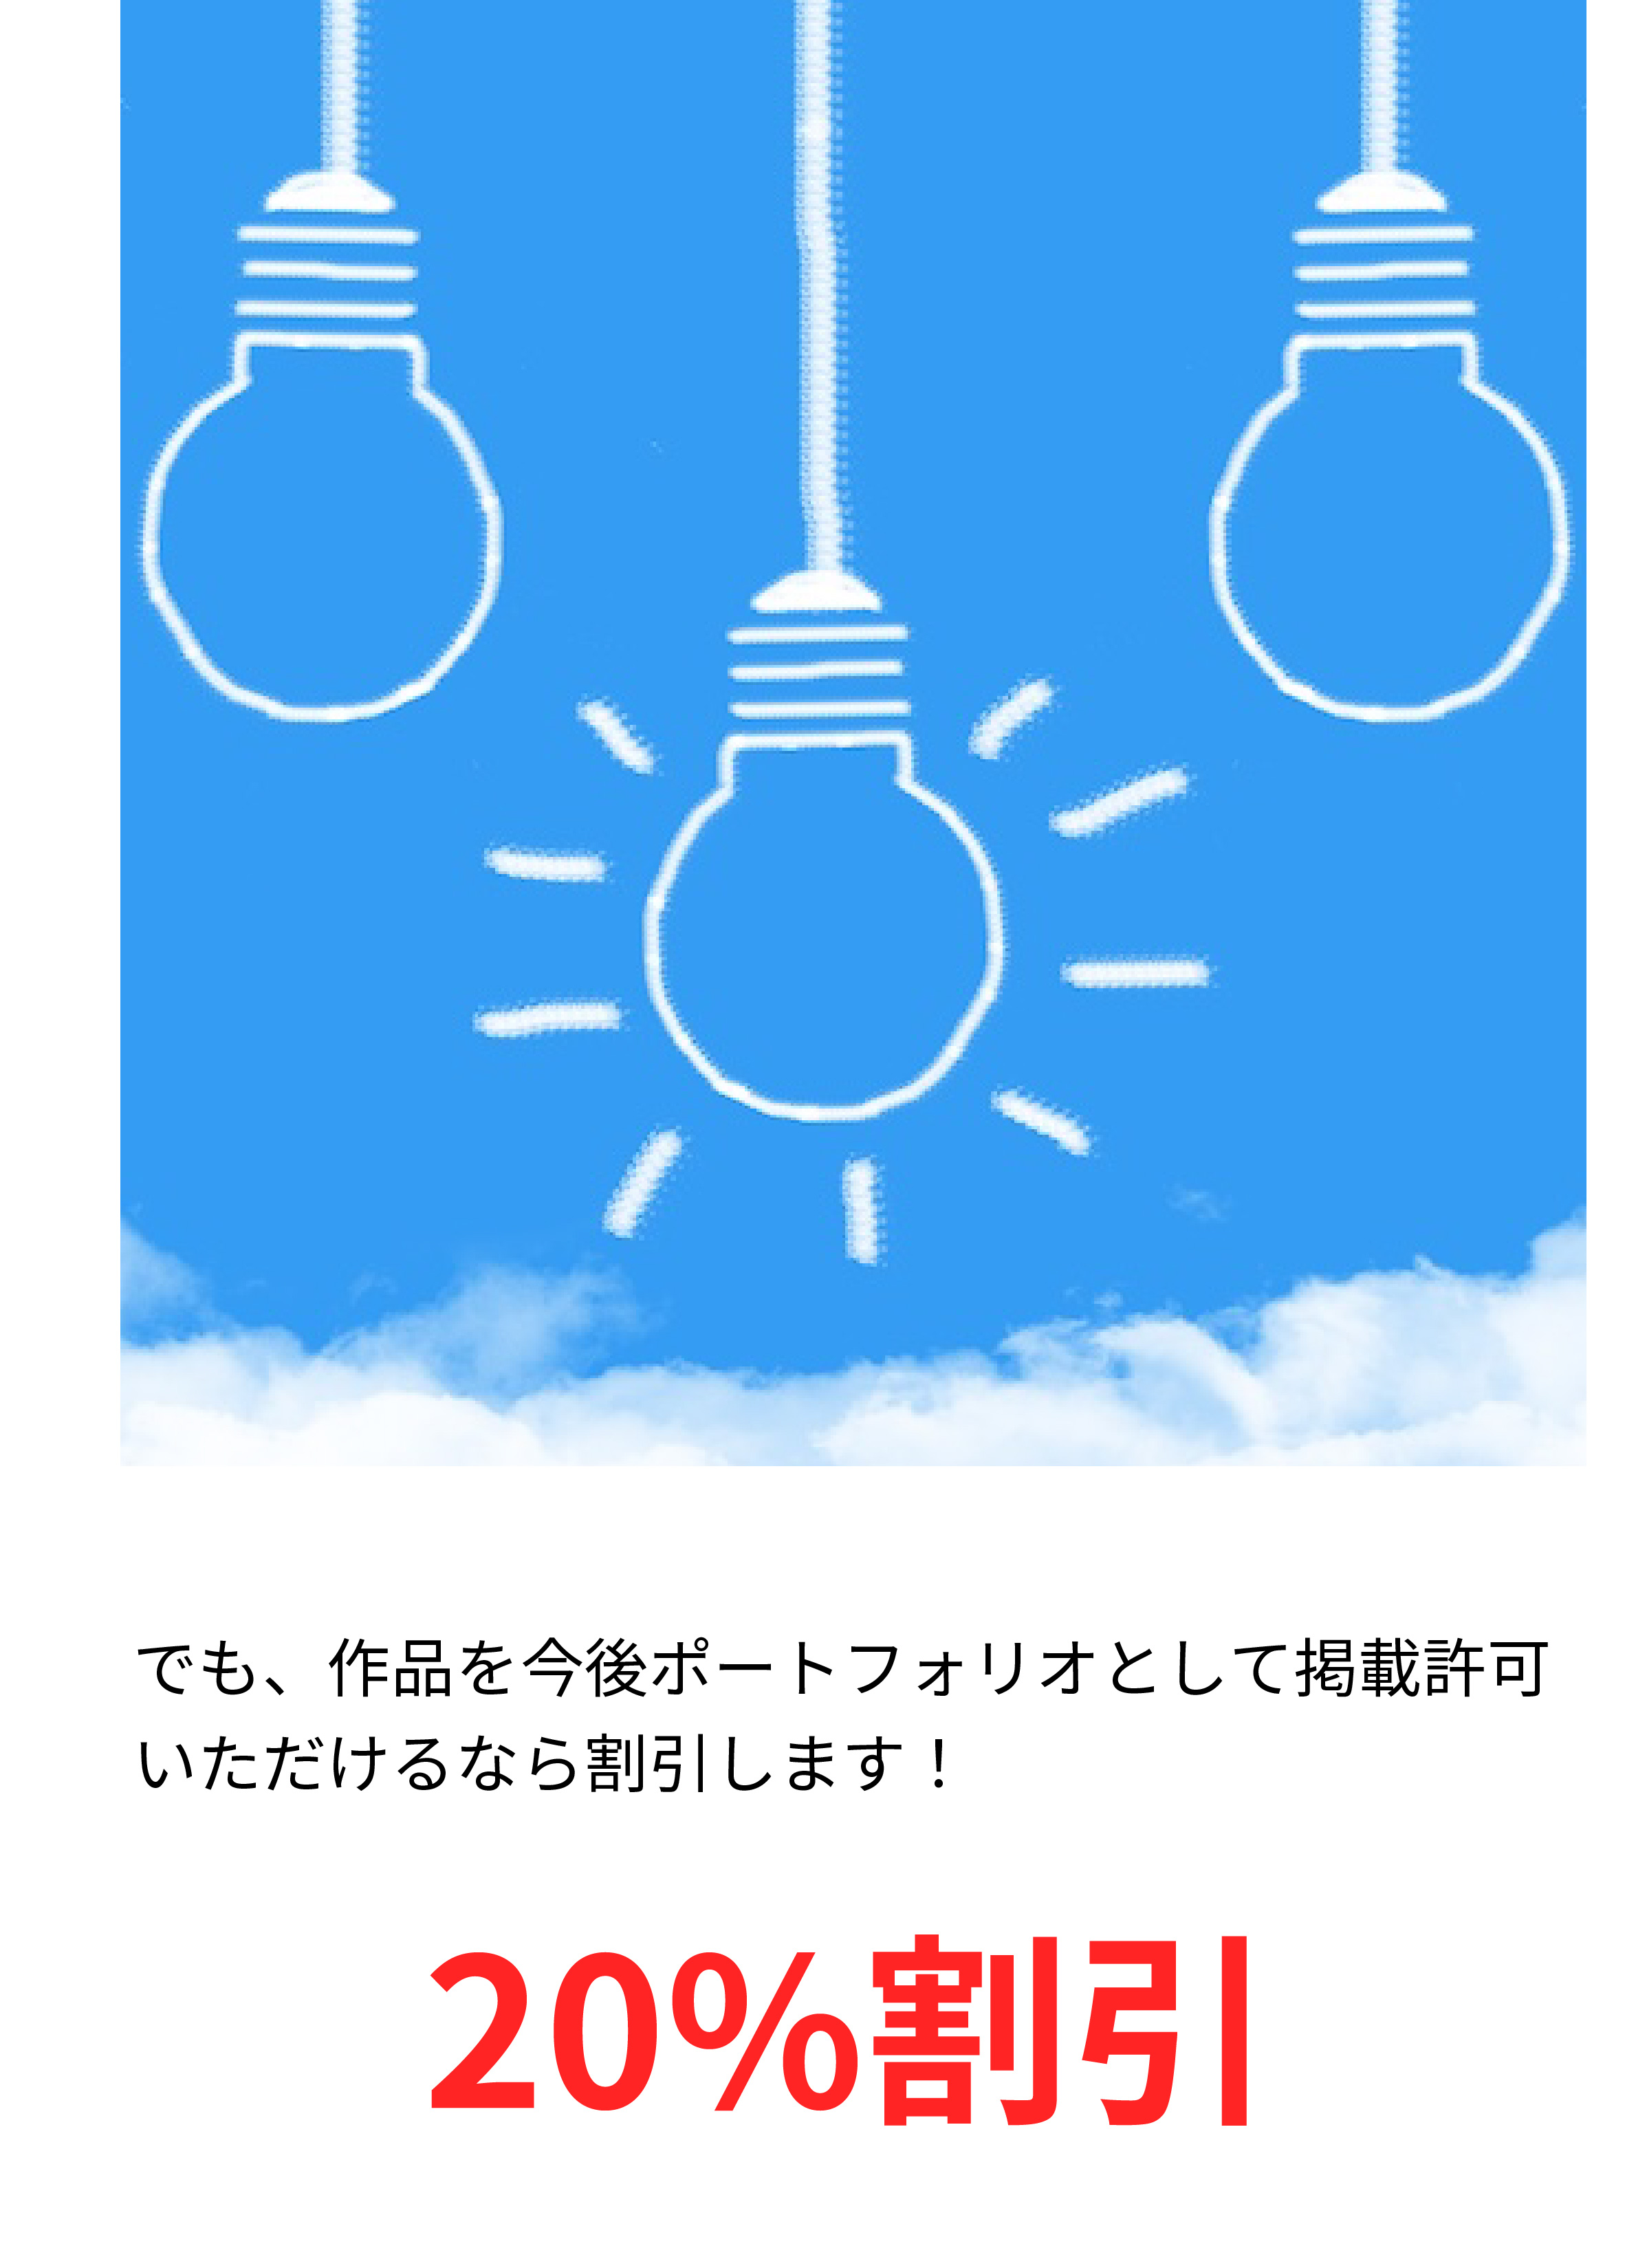 でも、作品を今後ポートフォリオとして掲載許可
いただけるなら割引します！
20%割引